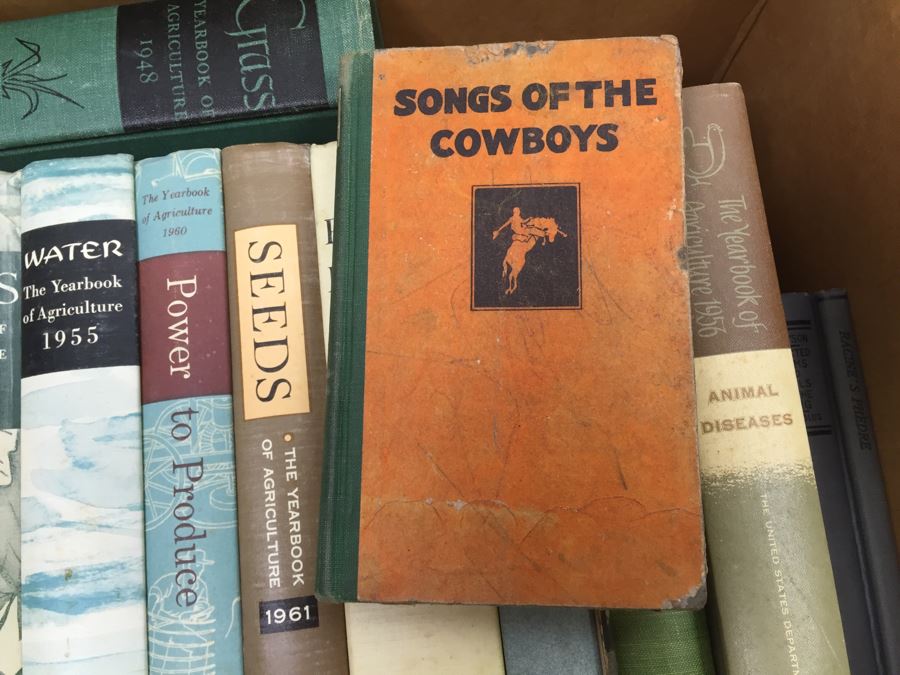 Grass
YEARBOOK OF
AGRICULTURE
1948
SONGS OF THE
COWBOYS
WATER
The Yearbook
of Agriculture
1955
The Yearbook
of Agriculture
1960
Power
to Produce
SEEDS
• THE YEARBOOK
OF AGRICULTURE
1961
The Yearbook of
Agriculture 1956
ANIMAL
DISEASES
THE UNITED STATES
RACINE'S PHEDRE